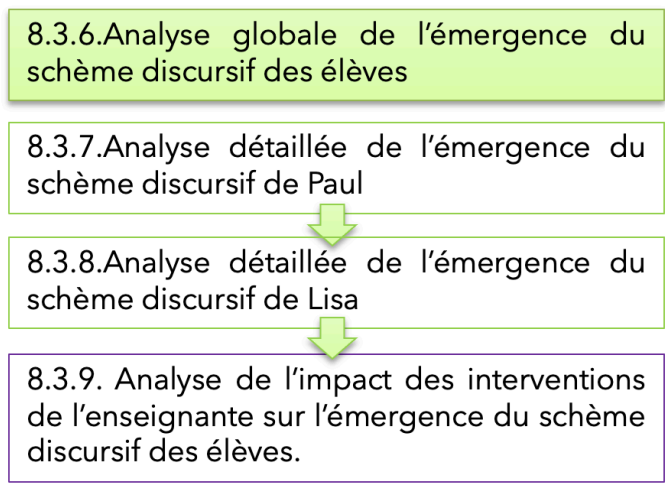 8.3.6.Analyse globale de l’émergence du
schème discursif des élèves
8.3.7.Analyse détaillée de l’émergence du
schème discursif de Paul
8.3.8.Analyse détaillée de l’émergence du
schème discursif de Lisa
8.3.9. Analyse de l’impact des interventions
de l’enseignante sur l’émergence du schème
discursif des élèves.